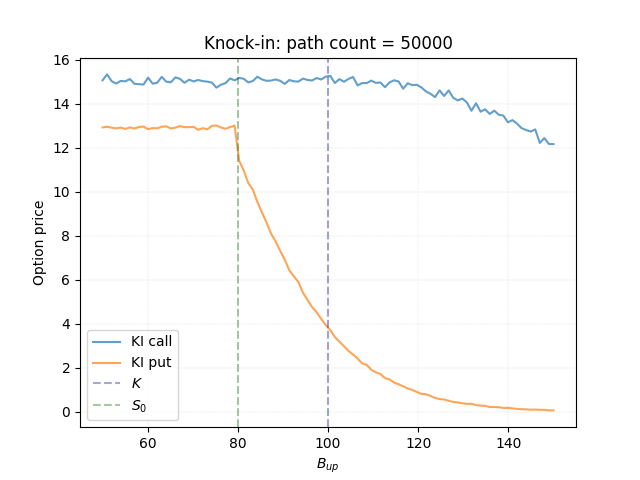 Knock-in: path count = 50000
Option price
16
14
12
10
8
6
4
2
0
KI call
KI put
K
S₀
60
80
100
120
140
B_up